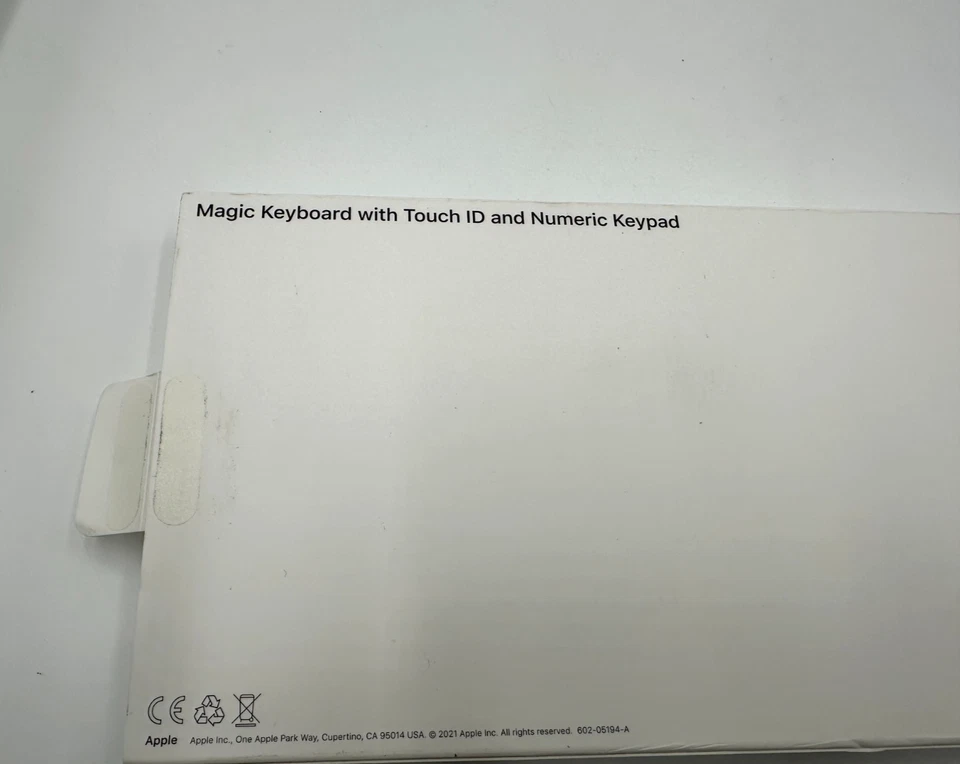 Magic Keyboard with Touch ID and Numeric Keypad
CE
Apple Apple Inc., One Apple Park Way, Cupertino, CA 95014 USA. © 2021 Apple Inc. All rights reserved. 602-05194-A